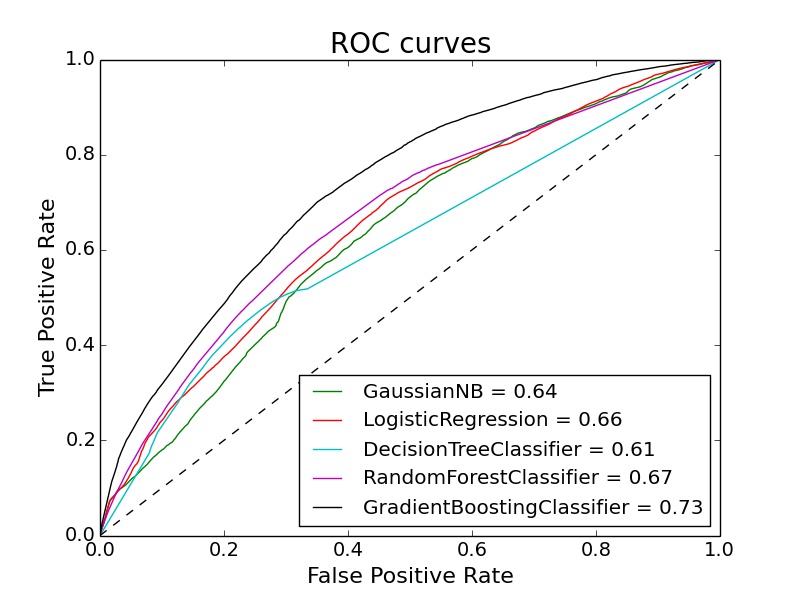 ROC curves
True Positive Rate
1.0
0.8
0.6
0.4
0.2
0.0
GaussianNB = 0.64
LogisticRegression = 0.66
DecisionTreeClassifier = 0.61
RandomForestClassifier = 0.67
GradientBoostingClassifier = 0.73
0.0 0.2 0.4 0.6 0.8 1.0
False Positive Rate